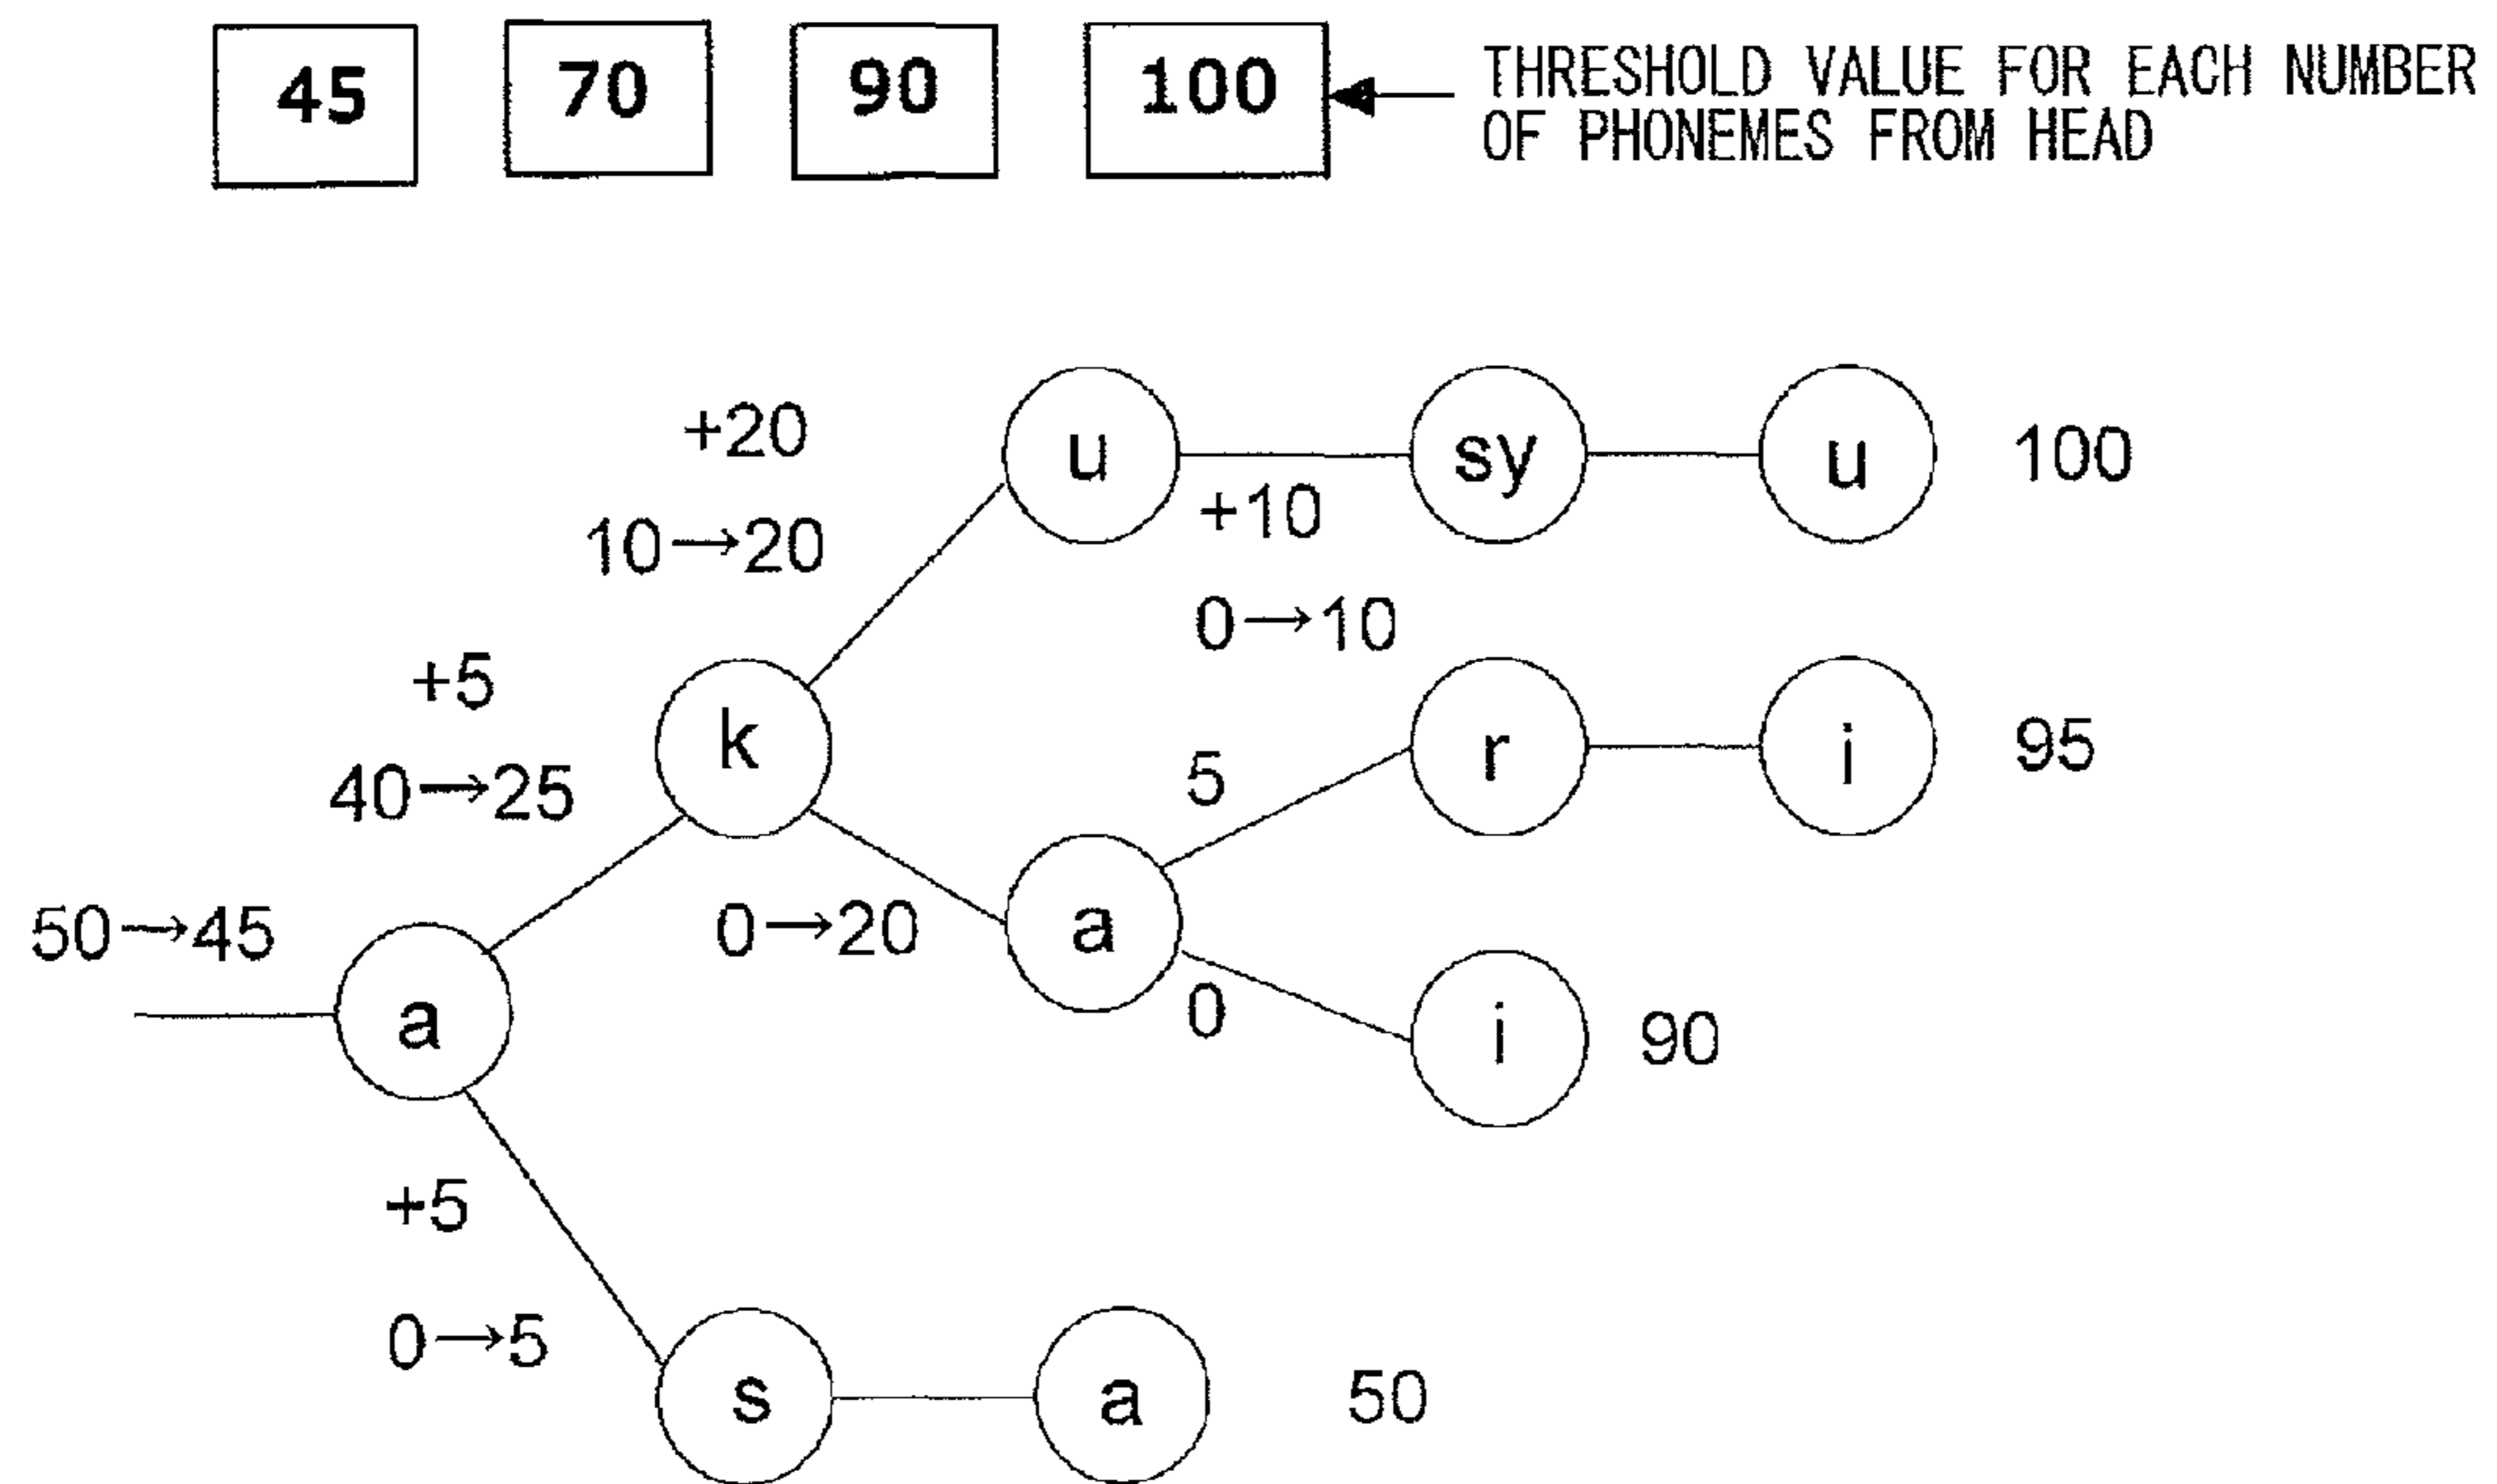 45 70 90 100
THRESHOLD VALUE FOR EACH NUMBER
OF PHONEMES FROM HEAD
+20
u sy u 100
+10
10→20
0→10
+5
k r i 95
5
40→25
50→45
0→20
a
a
0
i 90
+5
0→5
s a 50